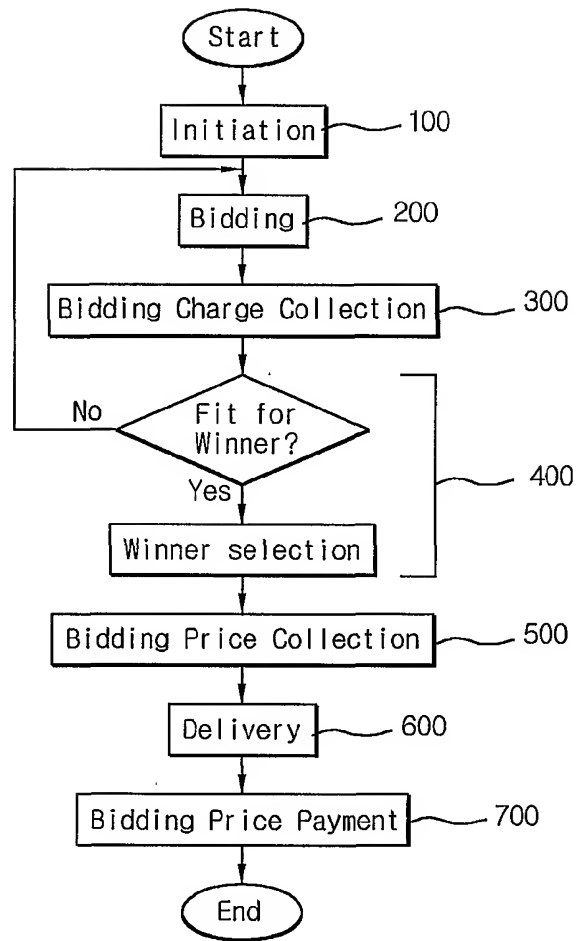 Start
Initiation
100
Bidding
200
Bidding Charge Collection
300
No
Fit for
Winner?
Yes
400
Winner selection
Bidding Price Collection
500
Delivery
600
Bidding Price Payment
700
End